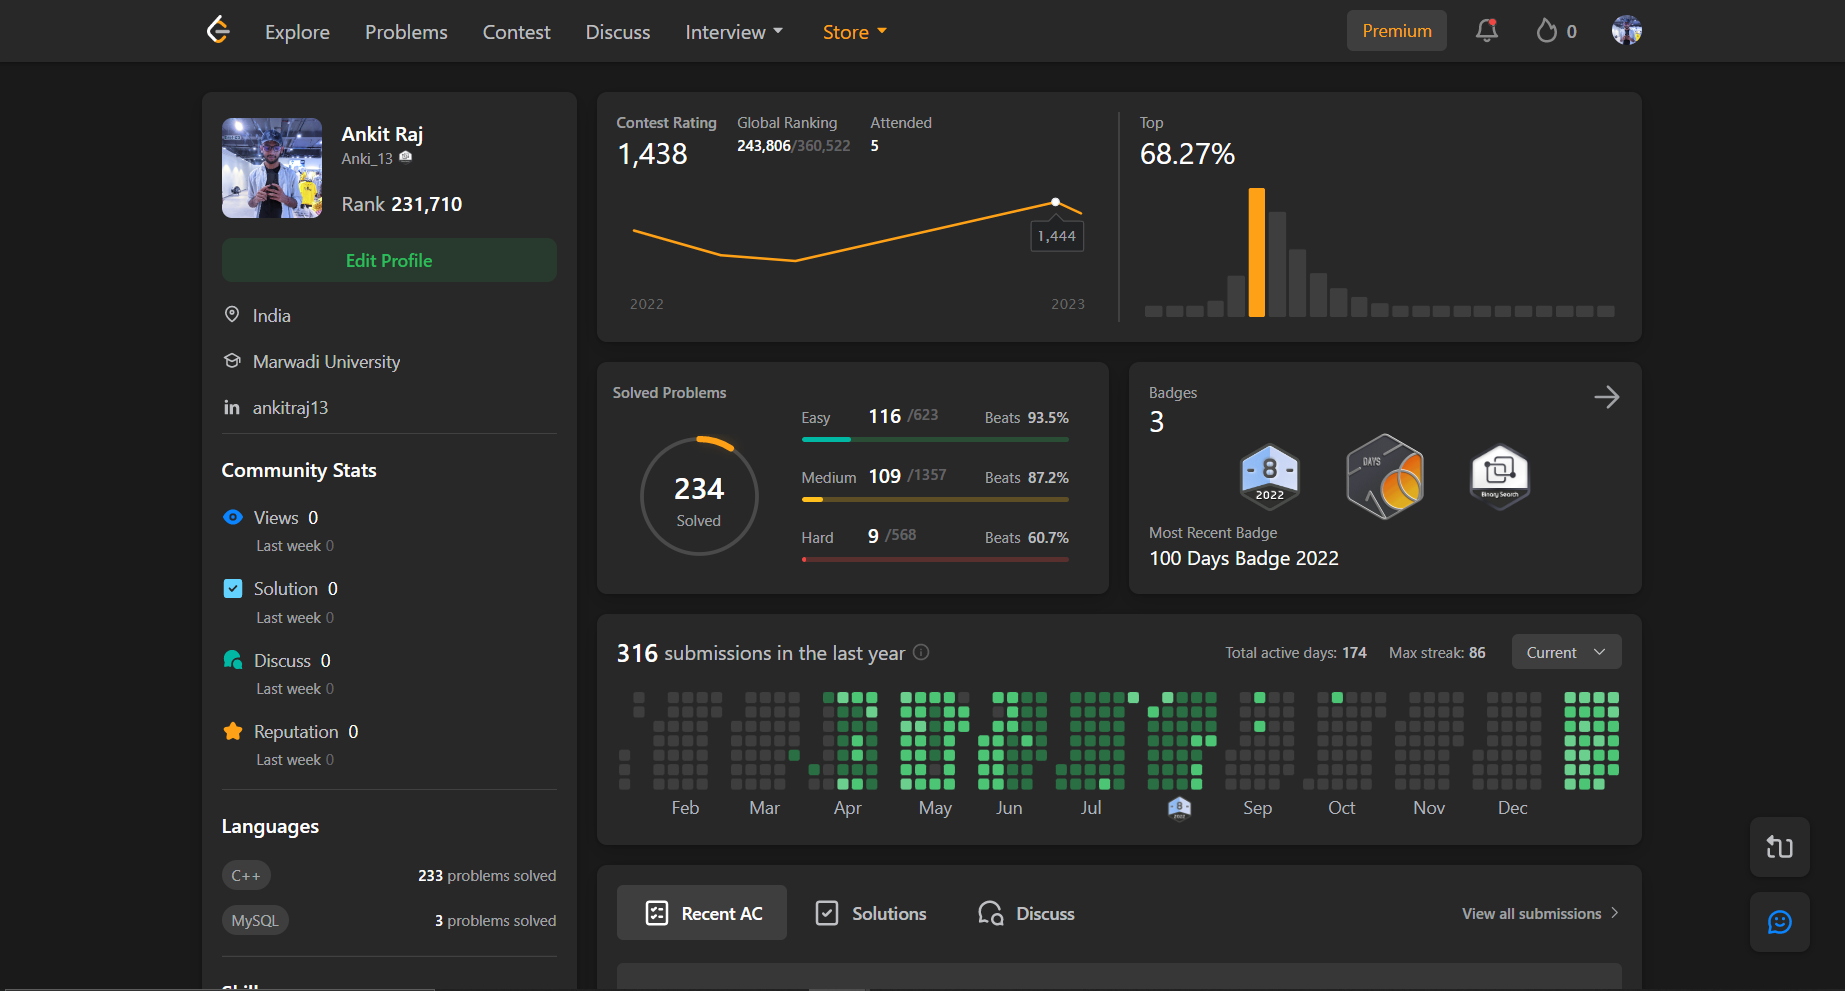 Explore Problems Contest Discuss Interview Store Premium 0
Ankit Raj
Anki_13
Rank 231,710
Edit Profile
India
Marwadi University
in ankitraj13
Community Stats
Views 0
Last week 0
Solution 0
Last week 0
Discuss 0
Last week 0
Reputation 0
Last week 0
Languages
C++ 233 problems solved
MySQL 3 problems solved
Contest Rating Global Ranking Attended
1,438 243,806/360,522 5
1,444
2022 2023
Top
68.27%
Solved Problems
234
Solved
Easy 116 /623 Beats 93.5%
Medium 109 /1357 Beats 87.2%
Hard 9 /568 Beats 60.7%
Badges
3
8
2022
DAYS
Binary Search
Most Recent Badge
100 Days Badge 2022
316 submissions in the last year Total active days: 174 Max streak: 86 Current
Feb Mar Apr May Jun Jul Sep Oct Nov Dec
Recent AC Solutions Discuss View all submissions